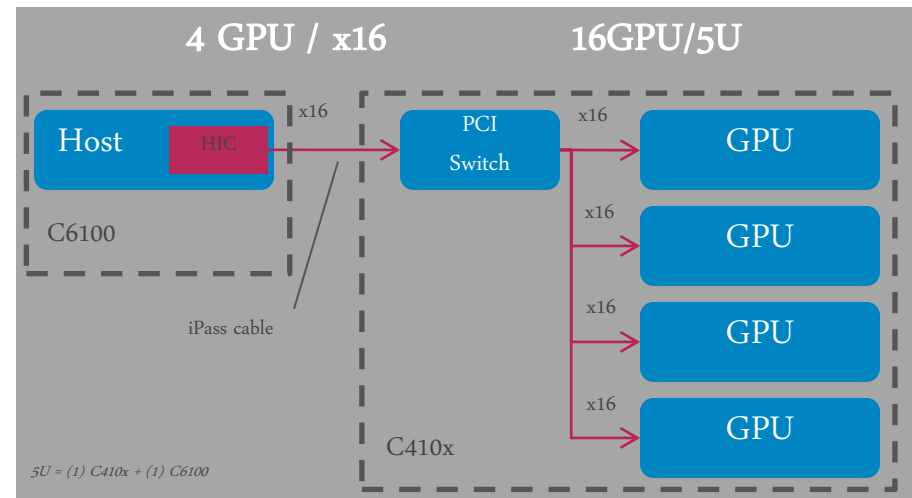 4 GPU / x16
16GPU/5U
Host
HIC
x16
C6100
iPass cable
PCI
Switch
x16
GPU
x16
GPU
x16
GPU
x16
GPU
C410x
5U = (1) C410x + (1) C6100